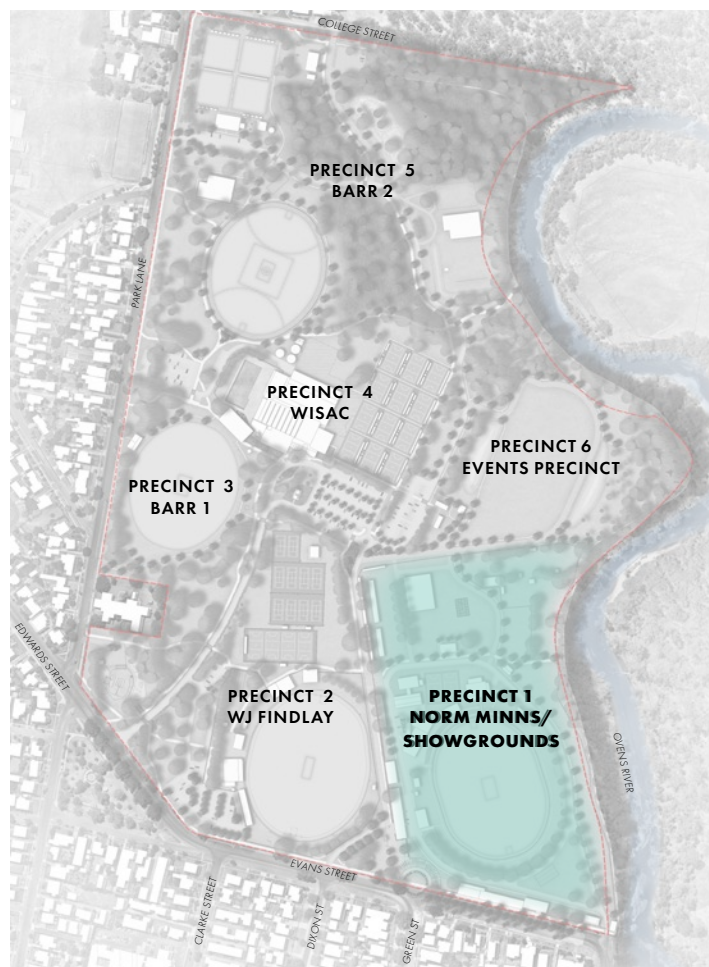 COLLEGE STREET
PRECINCT 5
BARR 2
PARK LANE
PRECINCT 4
WISAC
PRECINCT 6
EVENTS PRECINCT
PRECINCT 3
BARR 1
EDWARDS STREET
PRECINCT 2
WJ FINDLAY
PRECINCT 1
NORM MINNS/
SHOWGROUNDS
OVENS RIVER
EVANS STREET
CLARKE STREET
DIXON ST
GREEN ST